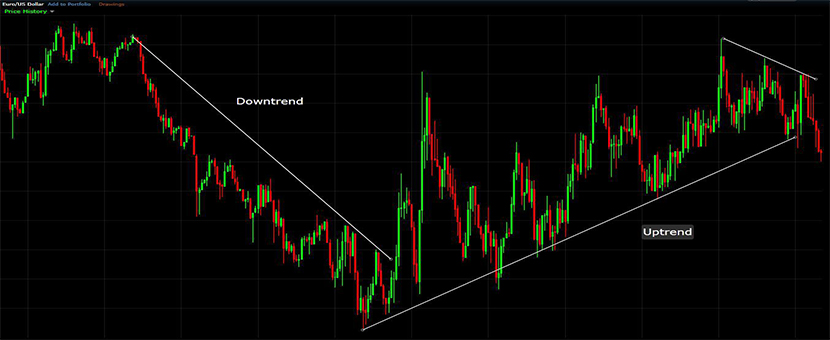 Euro/US Dollar Add to Portfolio Drawings
Price History
Downtrend
Uptrend